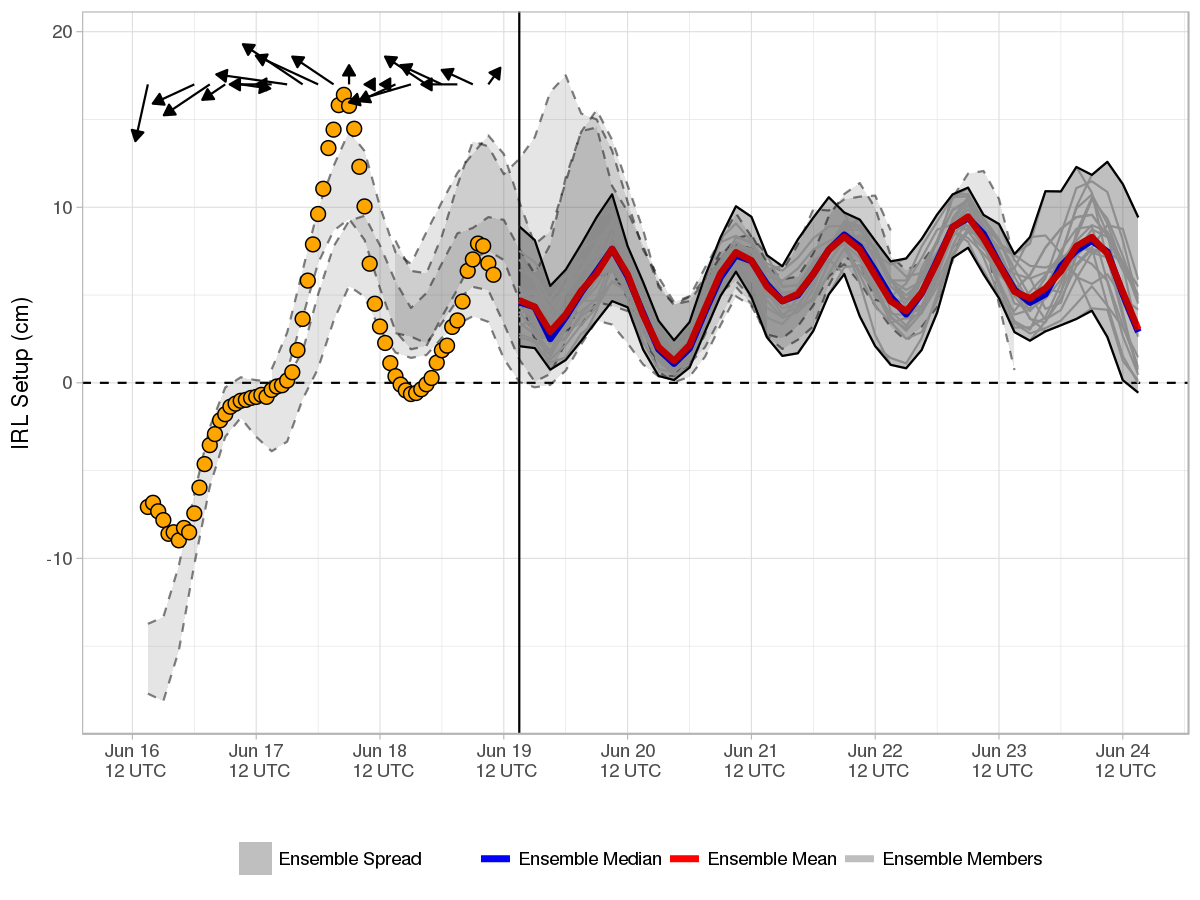 20
10
0
-10
IRL Setup (cm)
Jun 16 Jun 17 Jun 18 Jun 19 Jun 20 Jun 21 Jun 22 Jun 23 Jun 24
12 UTC 12 UTC 12 UTC 12 UTC 12 UTC 12 UTC 12 UTC 12 UTC 12 UTC
Ensemble Spread Ensemble Median Ensemble Mean Ensemble Members